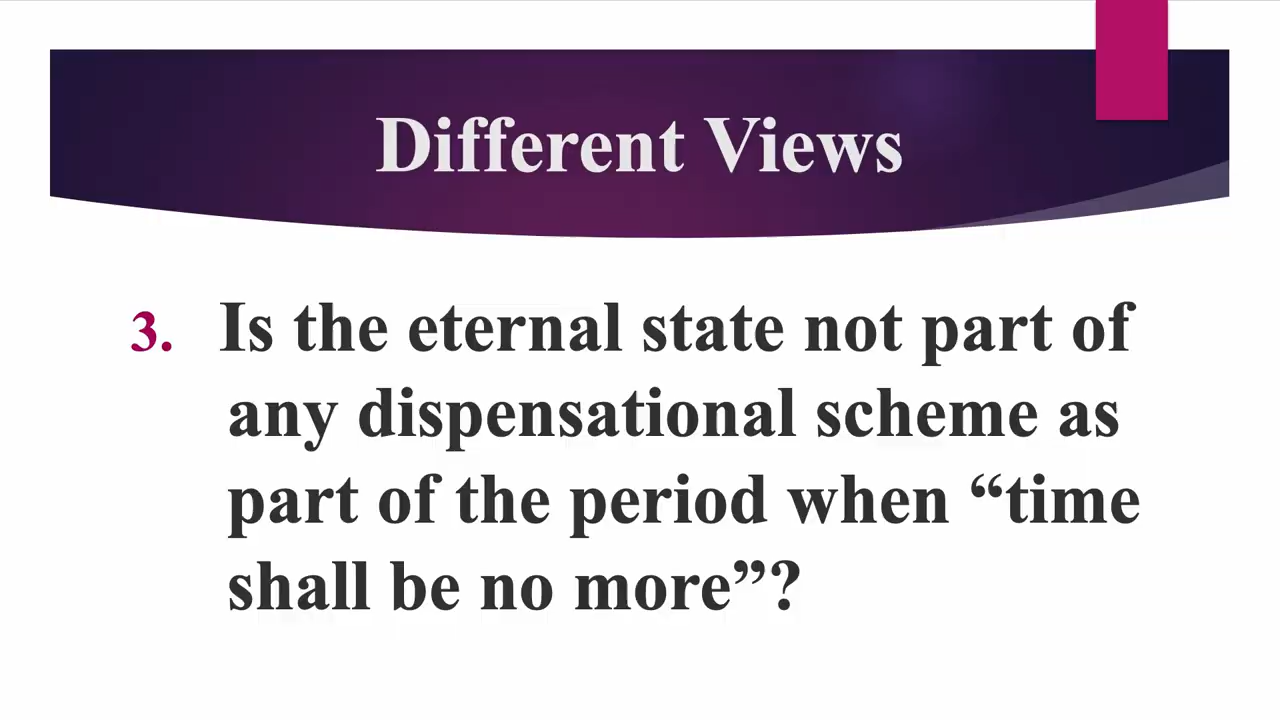 Different Views
3. Is the eternal state not part of
any dispensational scheme as
part of the period when “time
shall be no more”?